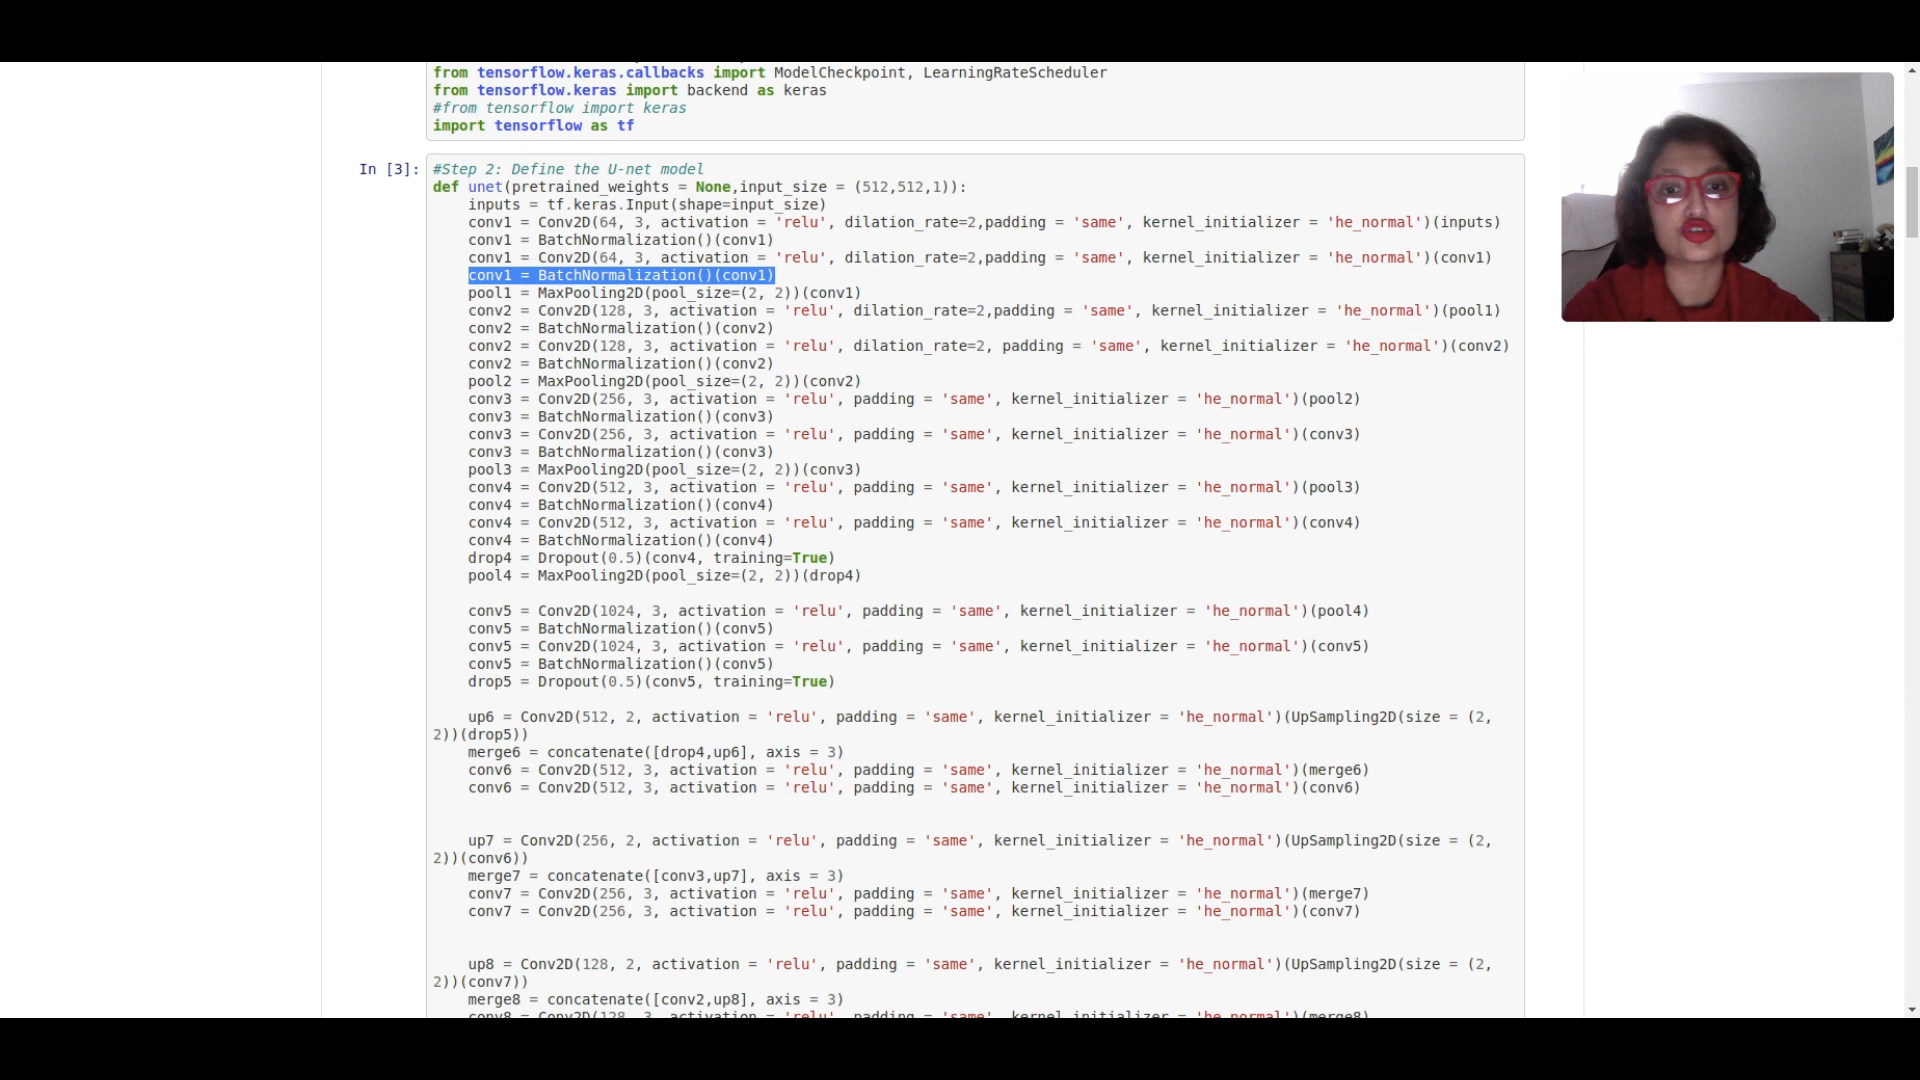 from tensorflow.keras.callbacks import ModelCheckpoint, LearningRateScheduler
from tensorflow.keras import backend as keras
#from tensorflow import keras
import tensorflow as tf
In [3]:
#Step 2: Define the U-net model
def unet(pretrained_weights = None,input_size = (512,512,1)):
inputs = tf.keras.Input(shape=input_size)
conv1 = Conv2D(64, 3, activation = 'relu', dilation_rate=2,padding = 'same', kernel_initializer = 'he_normal')(inputs)
conv1 = BatchNormalization()(conv1)
conv1 = Conv2D(64, 3, activation = 'relu', dilation_rate=2,padding = 'same', kernel_initializer = 'he_normal')(conv1)
conv1 = BatchNormalization()(conv1)
pool1 = MaxPooling2D(pool_size=(2, 2))(conv1)
conv2 = Conv2D(128, 3, activation = 'relu', dilation_rate=2,padding = 'same', kernel_initializer = 'he_normal')(pool1)
conv2 = BatchNormalization()(conv2)
conv2 = Conv2D(128, 3, activation = 'relu', dilation_rate=2, padding = 'same', kernel_initializer = 'he_normal')(conv2)
conv2 = BatchNormalization()(conv2)
pool2 = MaxPooling2D(pool_size=(2, 2))(conv2)
conv3 = Conv2D(256, 3, activation = 'relu', padding = 'same', kernel_initializer = 'he_normal')(pool2)
conv3 = BatchNormalization()(conv3)
conv3 = Conv2D(256, 3, activation = 'relu', padding = 'same', kernel_initializer = 'he_normal')(conv3)
conv3 = BatchNormalization()(conv3)
pool3 = MaxPooling2D(pool_size=(2, 2))(conv3)
conv4 = Conv2D(512, 3, activation = 'relu', padding = 'same', kernel_initializer = 'he_normal')(pool3)
conv4 = BatchNormalization()(conv4)
conv4 = Conv2D(512, 3, activation = 'relu', padding = 'same', kernel_initializer = 'he_normal')(conv4)
conv4 = BatchNormalization()(conv4)
drop4 = Dropout(0.5)(conv4, training=True)
pool4 = MaxPooling2D(pool_size=(2, 2))(drop4)
conv5 = Conv2D(1024, 3, activation = 'relu', padding = 'same', kernel_initializer = 'he_normal')(pool4)
conv5 = BatchNormalization()(conv5)
conv5 = Conv2D(1024, 3, activation = 'relu', padding = 'same', kernel_initializer = 'he_normal')(conv5)
conv5 = BatchNormalization()(conv5)
drop5 = Dropout(0.5)(conv5, training=True)
up6 = Conv2D(512, 2, activation = 'relu', padding = 'same', kernel_initializer = 'he_normal')(UpSampling2D(size = (2,
2))(drop5))
merge6 = concatenate([drop4,up6], axis = 3)
conv6 = Conv2D(512, 3, activation = 'relu', padding = 'same', kernel_initializer = 'he_normal')(merge6)
conv6 = Conv2D(512, 3, activation = 'relu', padding = 'same', kernel_initializer = 'he_normal')(conv6)
up7 = Conv2D(256, 2, activation = 'relu', padding = 'same', kernel_initializer = 'he_normal')(UpSampling2D(size = (2,
2))(conv6))
merge7 = concatenate([conv3,up7], axis = 3)
conv7 = Conv2D(256, 3, activation = 'relu', padding = 'same', kernel_initializer = 'he_normal')(merge7)
conv7 = Conv2D(256, 3, activation = 'relu', padding = 'same', kernel_initializer = 'he_normal')(conv7)
up8 = Conv2D(128, 2, activation = 'relu', padding = 'same', kernel_initializer = 'he_normal')(UpSampling2D(size = (2,
2))(conv7))
merge8 = concatenate([conv2,up8], axis = 3)
conv8 = Conv2D(128, 3, activation = 'relu', padding = 'same', kernel_initializer = 'he_normal')(merge8)